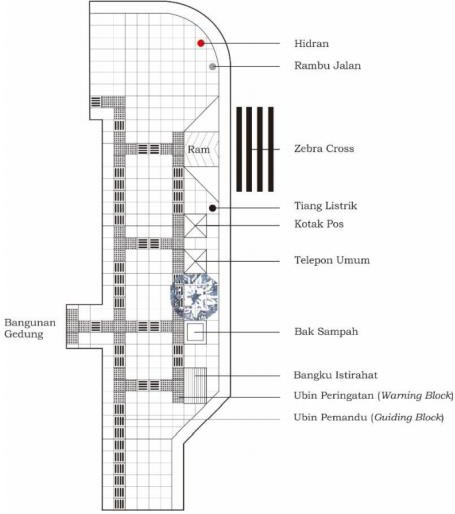 Hidran
Rambu Jalan
Ram
Zebra Cross
Tiang Listrik
Kotak Pos
Telepon Umum
Bangunan
Gedung
Bak Sampah
Bangku Istirahat
Ubin Peringatan (Warning Block)
Ubin Pemandu (Guiding Block)